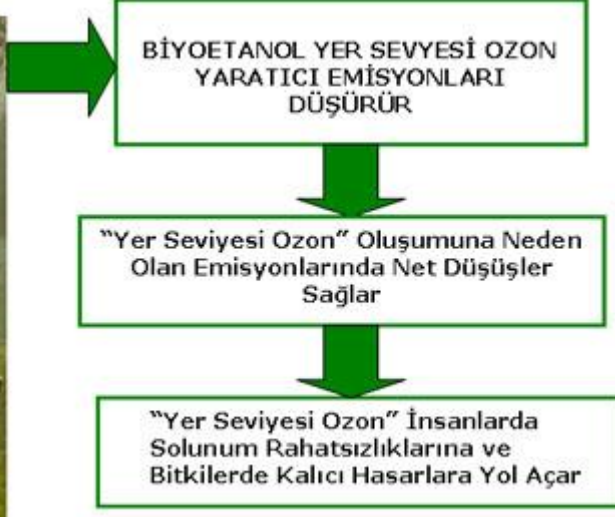 BİYOETANOL YER SEVYESİ OZON
YARATICI EMİSYONLARI
DÜŞÜRÜR
“Yer Seviyesi Ozon” Oluşumuna Neden
Olan Emisyonlarında Net Düşüşler
Sağlar
“Yer Seviyesi Ozon” İnsanlarda
Solunum Rahatsızlıklarına ve
Bitkilerde Kalıcı Hasarlara Yol Açar